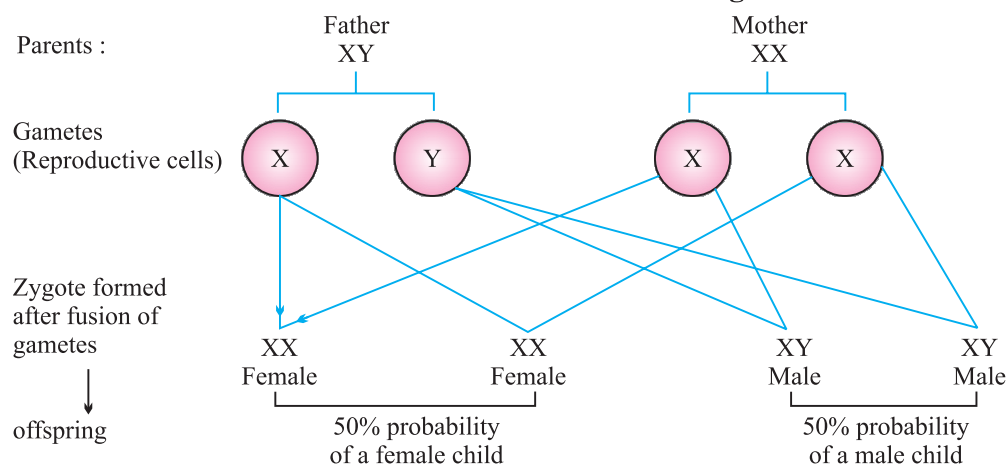 Parents :
Father
XY
Mother
XX
Gametes
(Reproductive cells)
X
Y
X
X
Zygote formed
after fusion of
gametes
XX
Female
XX
Female
XY
Male
XY
Male
offspring
50% probability
of a female child
50% probability
of a male child